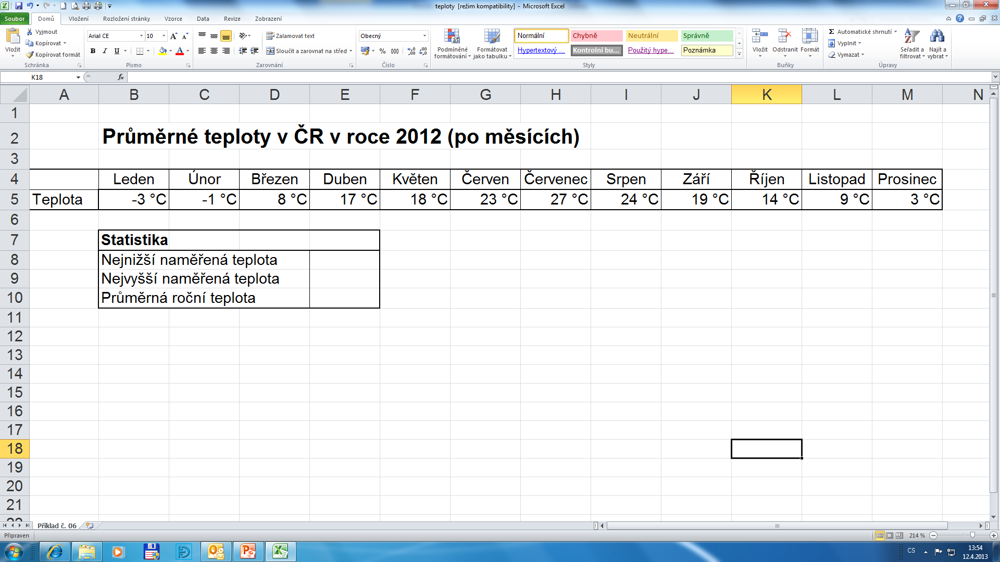 teploty [režim kompatibility] - Microsoft Excel
Soubor Domů Vložení Rozložení stránky Vzorce Data Revize Zobrazení
Vložit
Vyjmout
Kopírovat
Kopírovat formát
Schránka
Arial CE 10
B I U
Písmo
Zalamovat text
Sloučit a zarovnat na střed
Zarovnání
Obecný
% 000
Číslo
Podmíněné formátování
Formátovat jako tabulku
Normální Chybně Neutrální Správně
Hypertextový ... Kontrolní bu... Použitý hype... Poznámka
Styly
Vložit Odstranit Formát
Buňky
Automatické shrnutí
Vyplnit
Vymazat
Seřadit a filtrovat
Najít a vybrat
Úpravy
K18 fx
A B C D E F G H I J K L M N
1
2 Průměrné teploty v ČR v roce 2012 (po měsících)
3
4 Leden Únor Březen Duben Květen Červen Červenec Srpen Září Říjen Listopad Prosinec
5 Teplota -3 °C -1 °C 8 °C 17 °C 18 °C 23 °C 27 °C 24 °C 19 °C 14 °C 9 °C 3 °C
6
7 Statistika
8 Nejnižší naměřená teplota
9 Nejvyšší naměřená teplota
10 Průměrná roční teplota
11
12
13
14
15
16
17
18
19
20
21
22
Příklad č. 06
Připraven 214 %
CS 13:54
12.4.2013